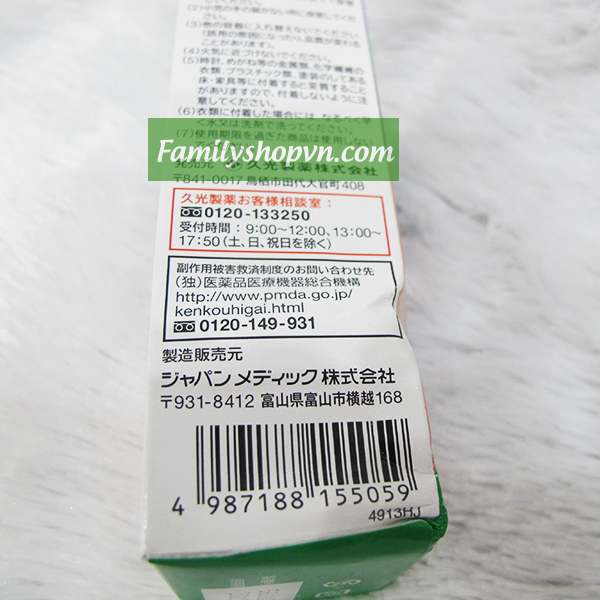 (2)小児の手の届かない所に保管してくだ
さい。
(3)他の容器に入れ替えないでください
(誤用の原因になったり、品質が変わる
ことがあります)。
(4)火気に近づけないでください。
(5)時計、めがね等の金属類、化学繊維の
衣類、プラスチック類、塗装のしてある
床・家具等に付着すると変質すること
がありますので、付着しないように注
意してください。
(6)衣類に付着した場合には、なるべく早
く水又は洗剤で洗ってください。
(7)使用期限を過ぎた商品は使用しない
Familyshopvn.com
発売元 久光製薬株式会社
〒841-0017 鳥栖市田代大官町408
久光製薬お客様相談室:
0120-133250
受付時間:9:00~12:00、13:00~
17:50(土、日、祝日を除く)
副作用被害救済制度のお問い合わせ先
(独)医薬品医療機器総合機構
http://www.pmda.go.jp/
kenkouhigai.html
0120-149-931
製造販売元
ジャパンメディック株式会社
〒931-8412 富山県富山市横越168
4 987188 155059
4913HJ